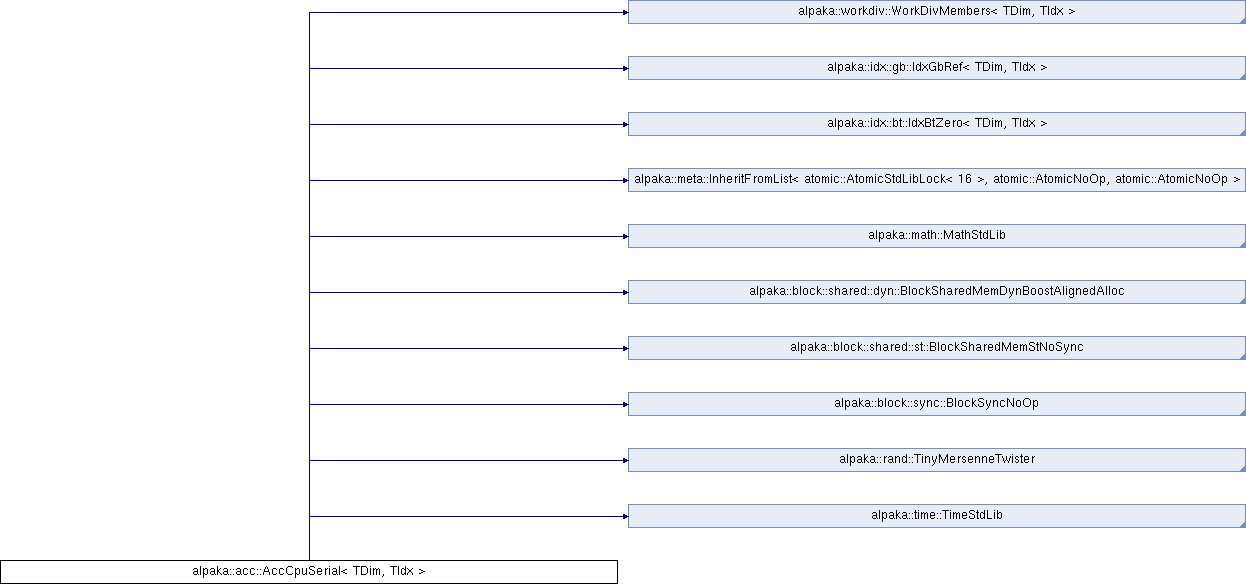 alpaka::workdiv::WorkDivMembers< TDim, TIdx >
alpaka::idx::gb::IdxGbRef< TDim, TIdx >
alpaka::idx::bt::IdxBtZero< TDim, TIdx >
alpaka::meta::InheritFromList< atomic::AtomicStdLibLock< 16 >, atomic::AtomicNoOp, atomic::AtomicNoOp >
alpaka::math::MathStdLib
alpaka::block::shared::dyn::BlockSharedMemDynBoostAlignedAlloc
alpaka::block::shared::st::BlockSharedMemStNoSync
alpaka::block::sync::BlockSyncNoOp
alpaka::rand::TinyMersenneTwister
alpaka::time::TimeStdLib
alpaka::acc::AccCpuSerial< TDim, TIdx >